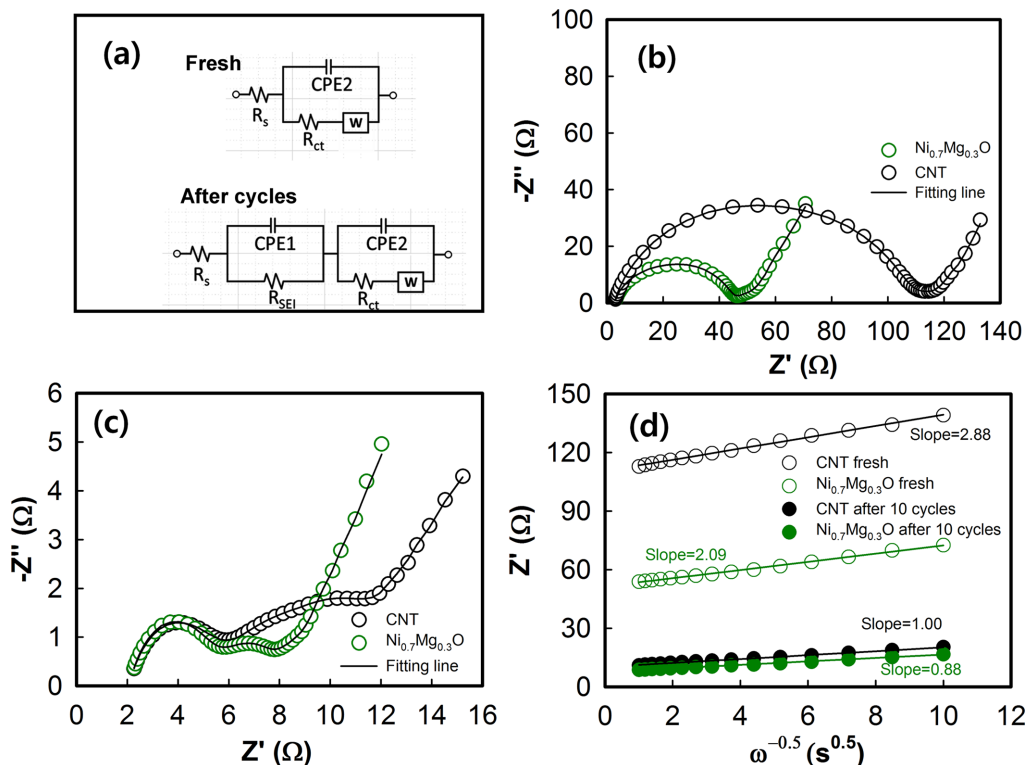 (a)
Fresh
CPE2
Rs
Rct
W
After cycles
CPE1
CPE2
Rs
RSEI
Rct
W
(b)
-Z'' (Ω)
100
80
60
40
20
0
Ni0.7Mg0.3O
CNT
Fitting line
0 20 40 60 80 100 120 140
Z' (Ω)
(c)
-Z'' (Ω)
6
5
4
3
2
1
0
CNT
Ni0.7Mg0.3O
Fitting line
0 2 4 6 8 10 12 14 16
Z' (Ω)
(d)
Z' (Ω)
150
120
90
60
30
0
Slope=2.88
CNT fresh
Ni0.7Mg0.3O fresh
CNT after 10 cycles
Ni0.7Mg0.3O after 10 cycles
Slope=2.09
Slope=1.00
Slope=0.88
0 2 4 6 8 10 12
ω−0.5 (s0.5)